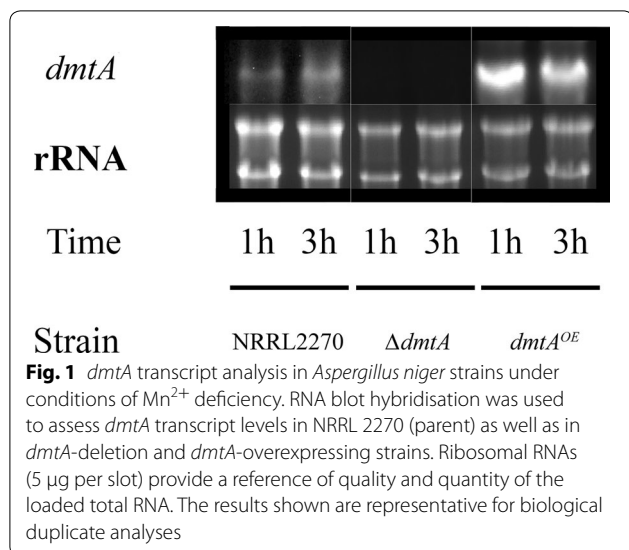 dmtA
rRNA
Time 1h 3h 1h 3h 1h 3h
Strain NRRL2270 ΔdmtA dmtA^OE
Fig. 1 dmtA transcript analysis in Aspergillus niger strains under
conditions of Mn²⁺ deficiency. RNA blot hybridisation was used
to assess dmtA transcript levels in NRRL 2270 (parent) as well as in
dmtA-deletion and dmtA-overexpressing strains. Ribosomal RNAs
(5 μg per slot) provide a reference of quality and quantity of the
loaded total RNA. The results shown are representative for biological
duplicate analyses